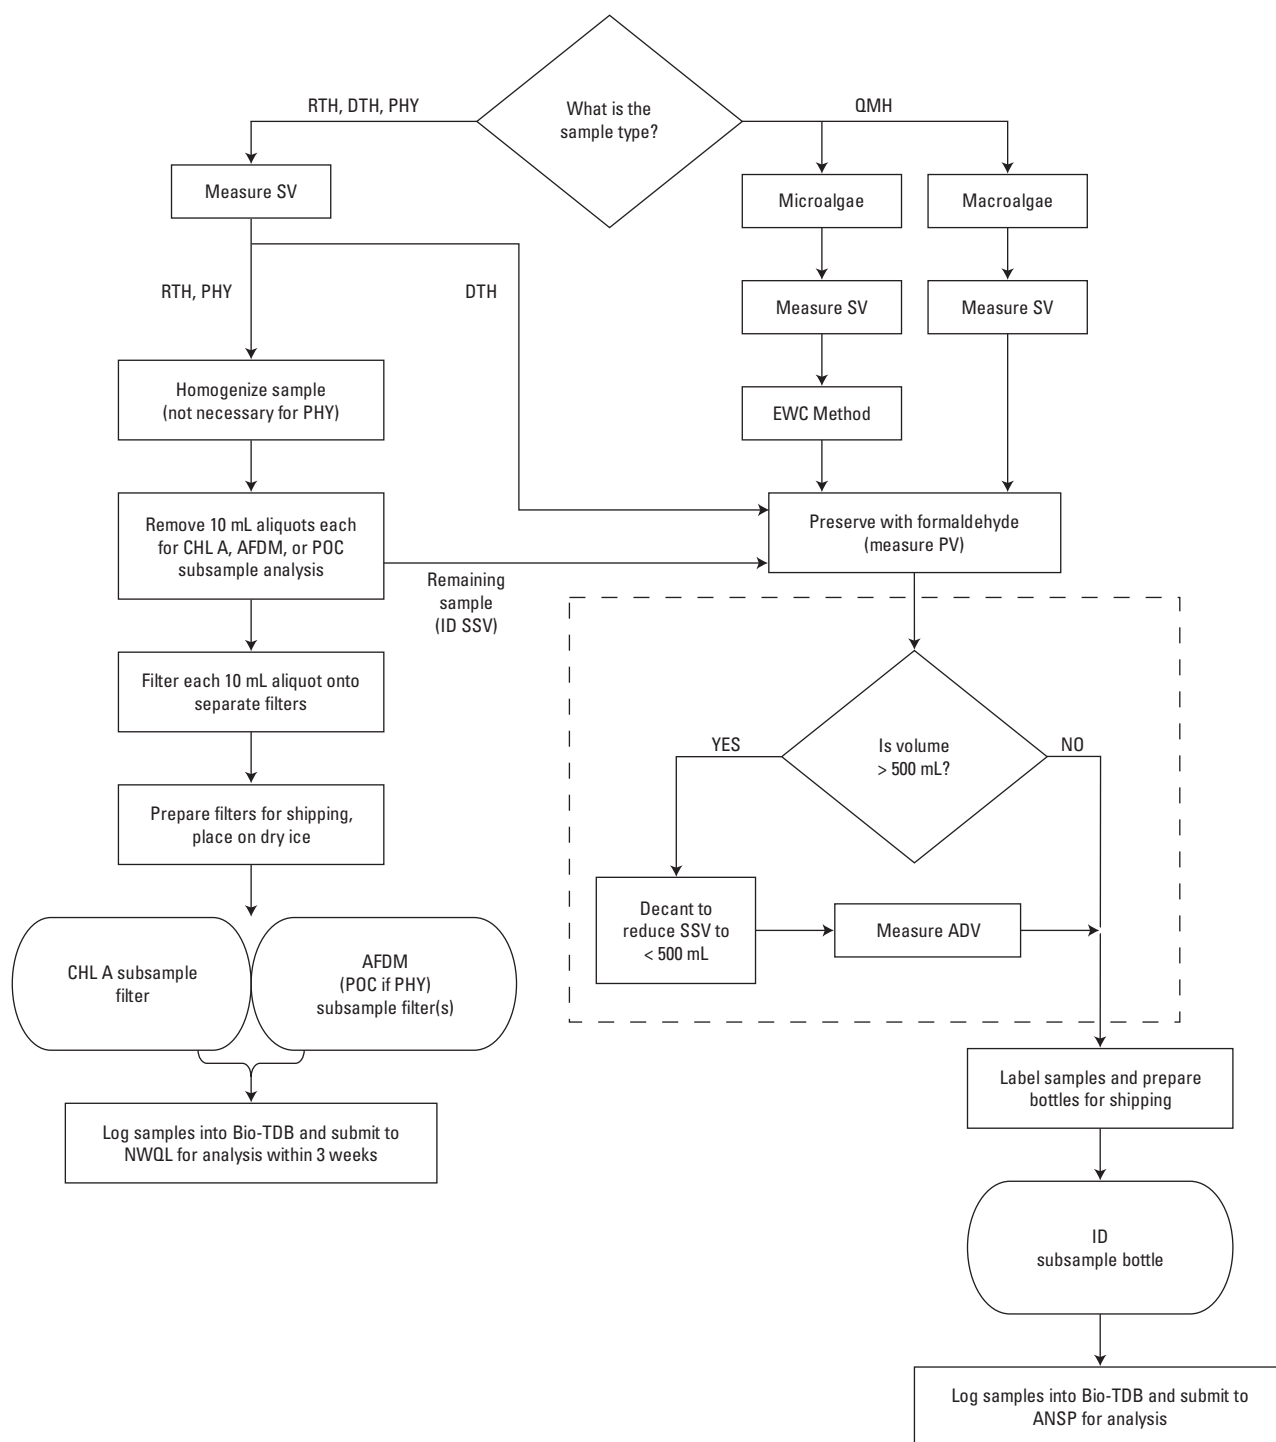 What is the
sample type?
RTH, DTH, PHY
QMH
Measure SV
Microalgae
Macroalgae
RTH, PHY
DTH
Measure SV
Measure SV
Homogenize sample
(not necessary for PHY)
EWC Method
Remove 10 mL aliquots each
for CHL A, AFDM, or POC
subsample analysis
Remaining
sample
(ID SSV)
Preserve with formaldehyde
(measure PV)
Filter each 10 mL aliquot onto
separate filters
Is volume
> 500 mL?
YES
NO
Prepare filters for shipping,
place on dry ice
Decant to
reduce SSV to
< 500 mL
Measure ADV
CHL A subsample
filter
AFDM
(POC if PHY)
subsample filter(s)
Log samples into Bio-TDB and submit to
NWQL for analysis within 3 weeks
Label samples and prepare
bottles for shipping
ID
subsample bottle
Log samples into Bio-TDB and submit to
ANSP for analysis